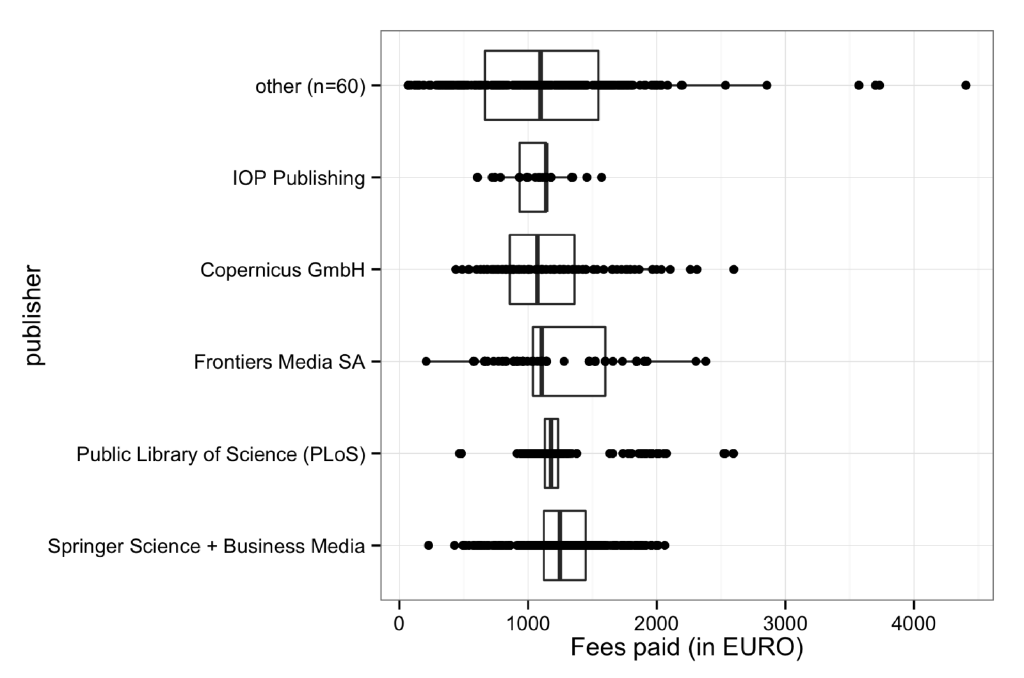 other (n=60)
IOP Publishing
Copernicus GmbH
Frontiers Media SA
Public Library of Science (PLoS)
Springer Science + Business Media
publisher
0 1000 2000 3000 4000
Fees paid (in EURO)